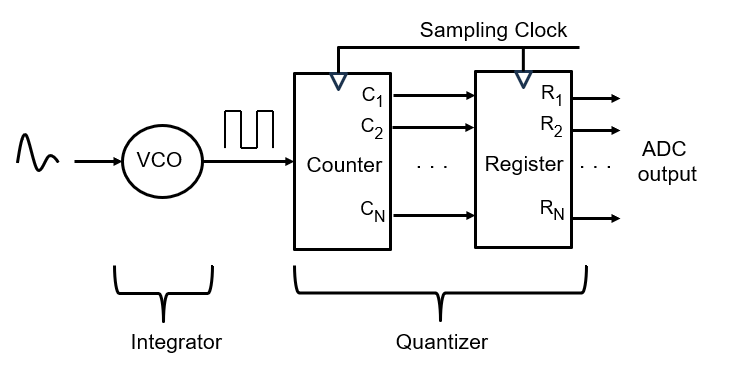 Sampling Clock
VCO
Counter
C1
C2
. . .
CN
Register
R1
R2
. . .
RN
ADC
output
Integrator
Quantizer